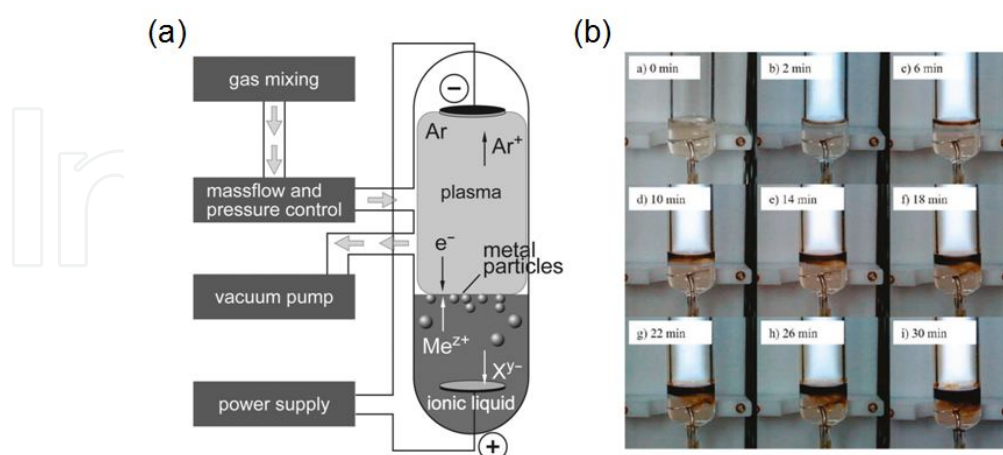 (a)
gas mixing
massflow and
pressure control
vacuum pump
power supply
−
Ar
Ar⁺
plasma
e⁻
metal
particles
Meᶻ⁺
Xʸ⁻
ionic liquid
+
(b)
a) 0 min
b) 2 min
c) 6 min
d) 10 min
e) 14 min
f) 18 min
g) 22 min
h) 26 min
i) 30 min